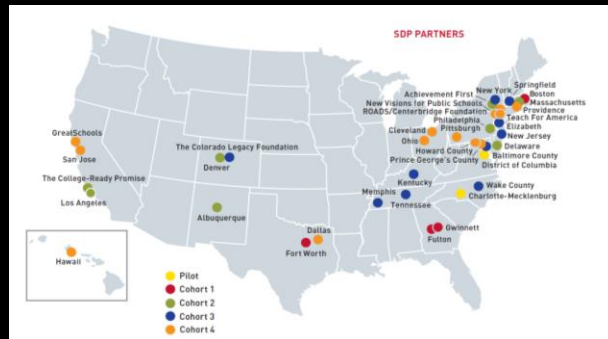 SDP PARTNERS
Springfield
Achievement First
New York
Boston
New Visions for Public Schools
Massachusetts
ROADS/Centerbridge Foundation
Providence
Philadelphia
Teach For America
Cleveland
Pittsburgh
Elizabeth
Ohio
New Jersey
Howard County
Delaware
Prince George's County
Baltimore County
District of Columbia
GreatSchools
San Jose
The Colorado Legacy Foundation
Denver
The College-Ready Promise
Los Angeles
Albuquerque
Kentucky
Memphis
Tennessee
Wake County
Charlotte-Mecklenburg
Dallas
Fort Worth
Gwinnett
Fulton
Hawaii
Pilot
Cohort 1
Cohort 2
Cohort 3
Cohort 4